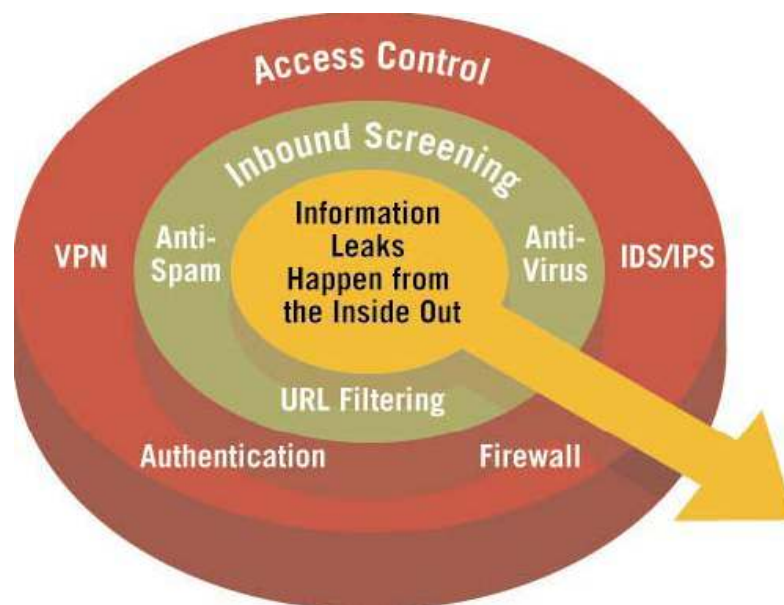 Access Control
Inbound Screening
Information
Leaks
Happen from
the Inside Out
VPN
Anti-
Spam
Anti-
Virus
IDS/IPS
URL Filtering
Authentication
Firewall